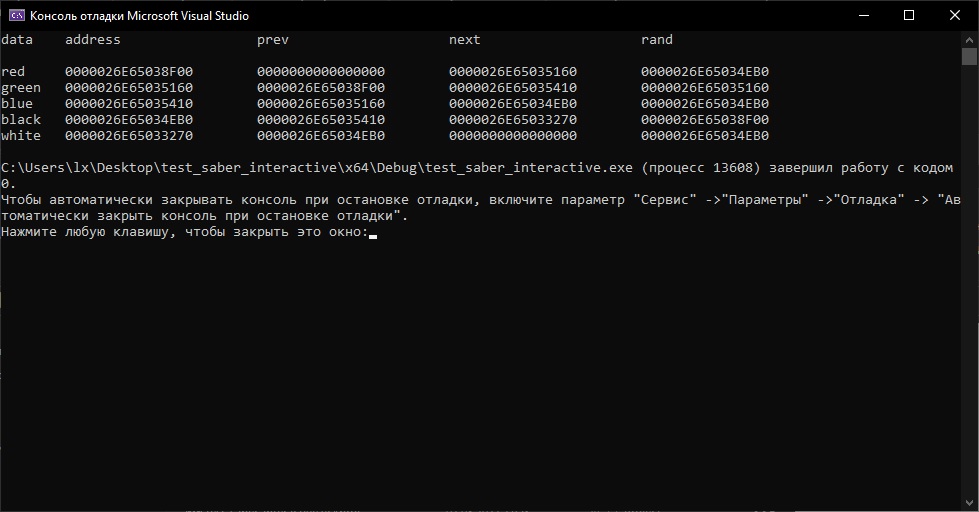 Консоль отладки Microsoft Visual Studio
data address prev next rand
red 0000026E65038F00 0000000000000000 0000026E65035160 0000026E65034EB0
green 0000026E65035160 0000026E65038F00 0000026E65035410 0000026E65035160
blue 0000026E65035410 0000026E65035160 0000026E65034EB0 0000026E65034EB0
black 0000026E65034EB0 0000026E65035410 0000026E65033270 0000026E65038F00
white 0000026E65033270 0000026E65034EB0 0000000000000000 0000026E65034EB0
C:\Users\lx\Desktop\test_saber_interactive\x64\Debug\test_saber_interactive.exe (процесс 13608) завершил работу с кодом
0.
Чтобы автоматически закрывать консоль при остановке отладки, включите параметр "Сервис" ->"Параметры" ->"Отладка" -> "Ав
томатически закрыть консоль при остановке отладки".
Нажмите любую клавишу, чтобы закрыть это окно: